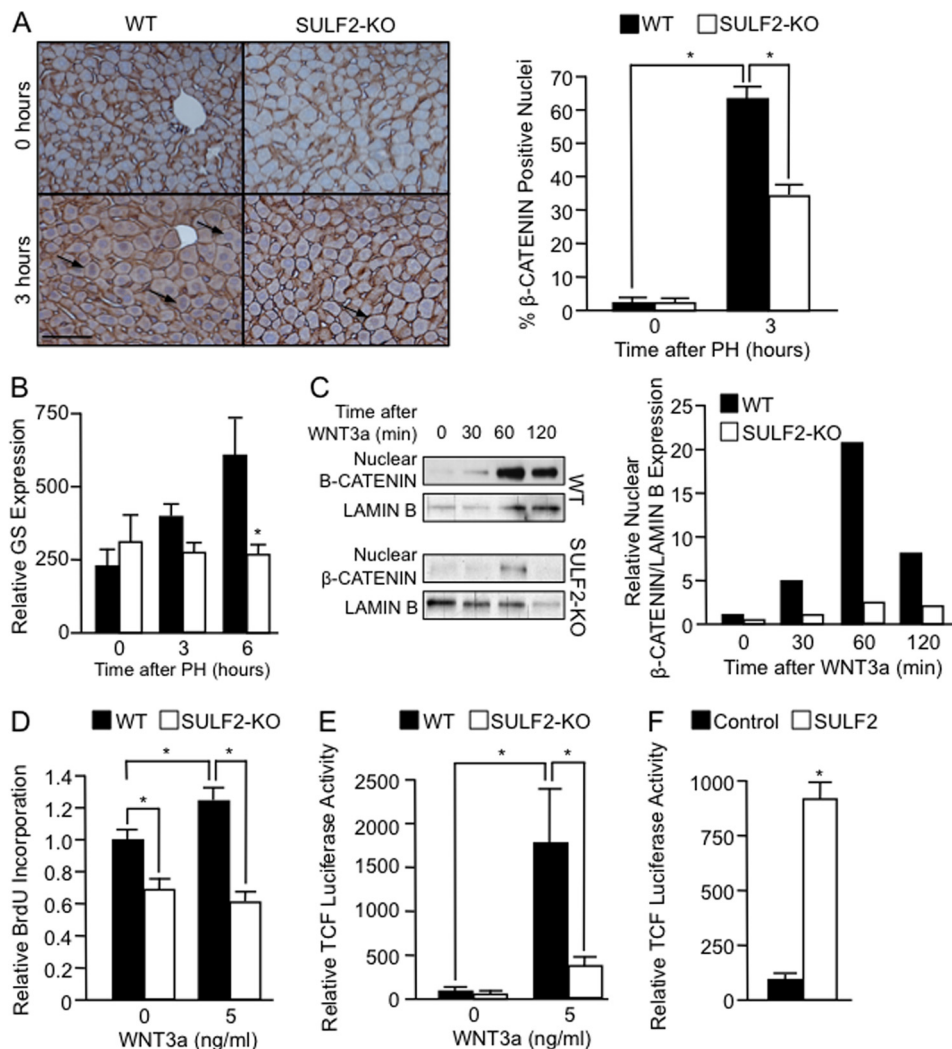 A
WT
SULF2-KO
0 hours
3 hours
WT SULF2-KO
*
*
% β-CATENIN Positive Nuclei
70
60
50
40
30
20
10
0
0 3
Time after PH (hours)
B
Relative GS Expression
750
500
250
0
*
0 3 6
Time after PH (hours)
C
Time after
WNT3a (min) 0 30 60 120
Nuclear
B-CATENIN
LAMIN B
WT
Nuclear
β-CATENIN
LAMIN B
SULF2-KO
Relative Nuclear
β-CATENIN/LAMIN B Expression
WT
SULF2-KO
25
20
15
10
5
0
0 30 60 120
Time after WNT3a (min)
D
WT SULF2-KO
Relative BrdU Incorporation
* *
*
1.4
1.2
1.0
0.8
0.6
0.4
0.2
0
0 5
WNT3a (ng/ml)
E
WT SULF2-KO
Relative TCF Luciferase Activity
* *
2500
2000
1500
1000
500
0
0 5
WNT3a (ng/ml)
F
Control SULF2
Relative TCF Luciferase Activity
*
1000
750
500
250
0